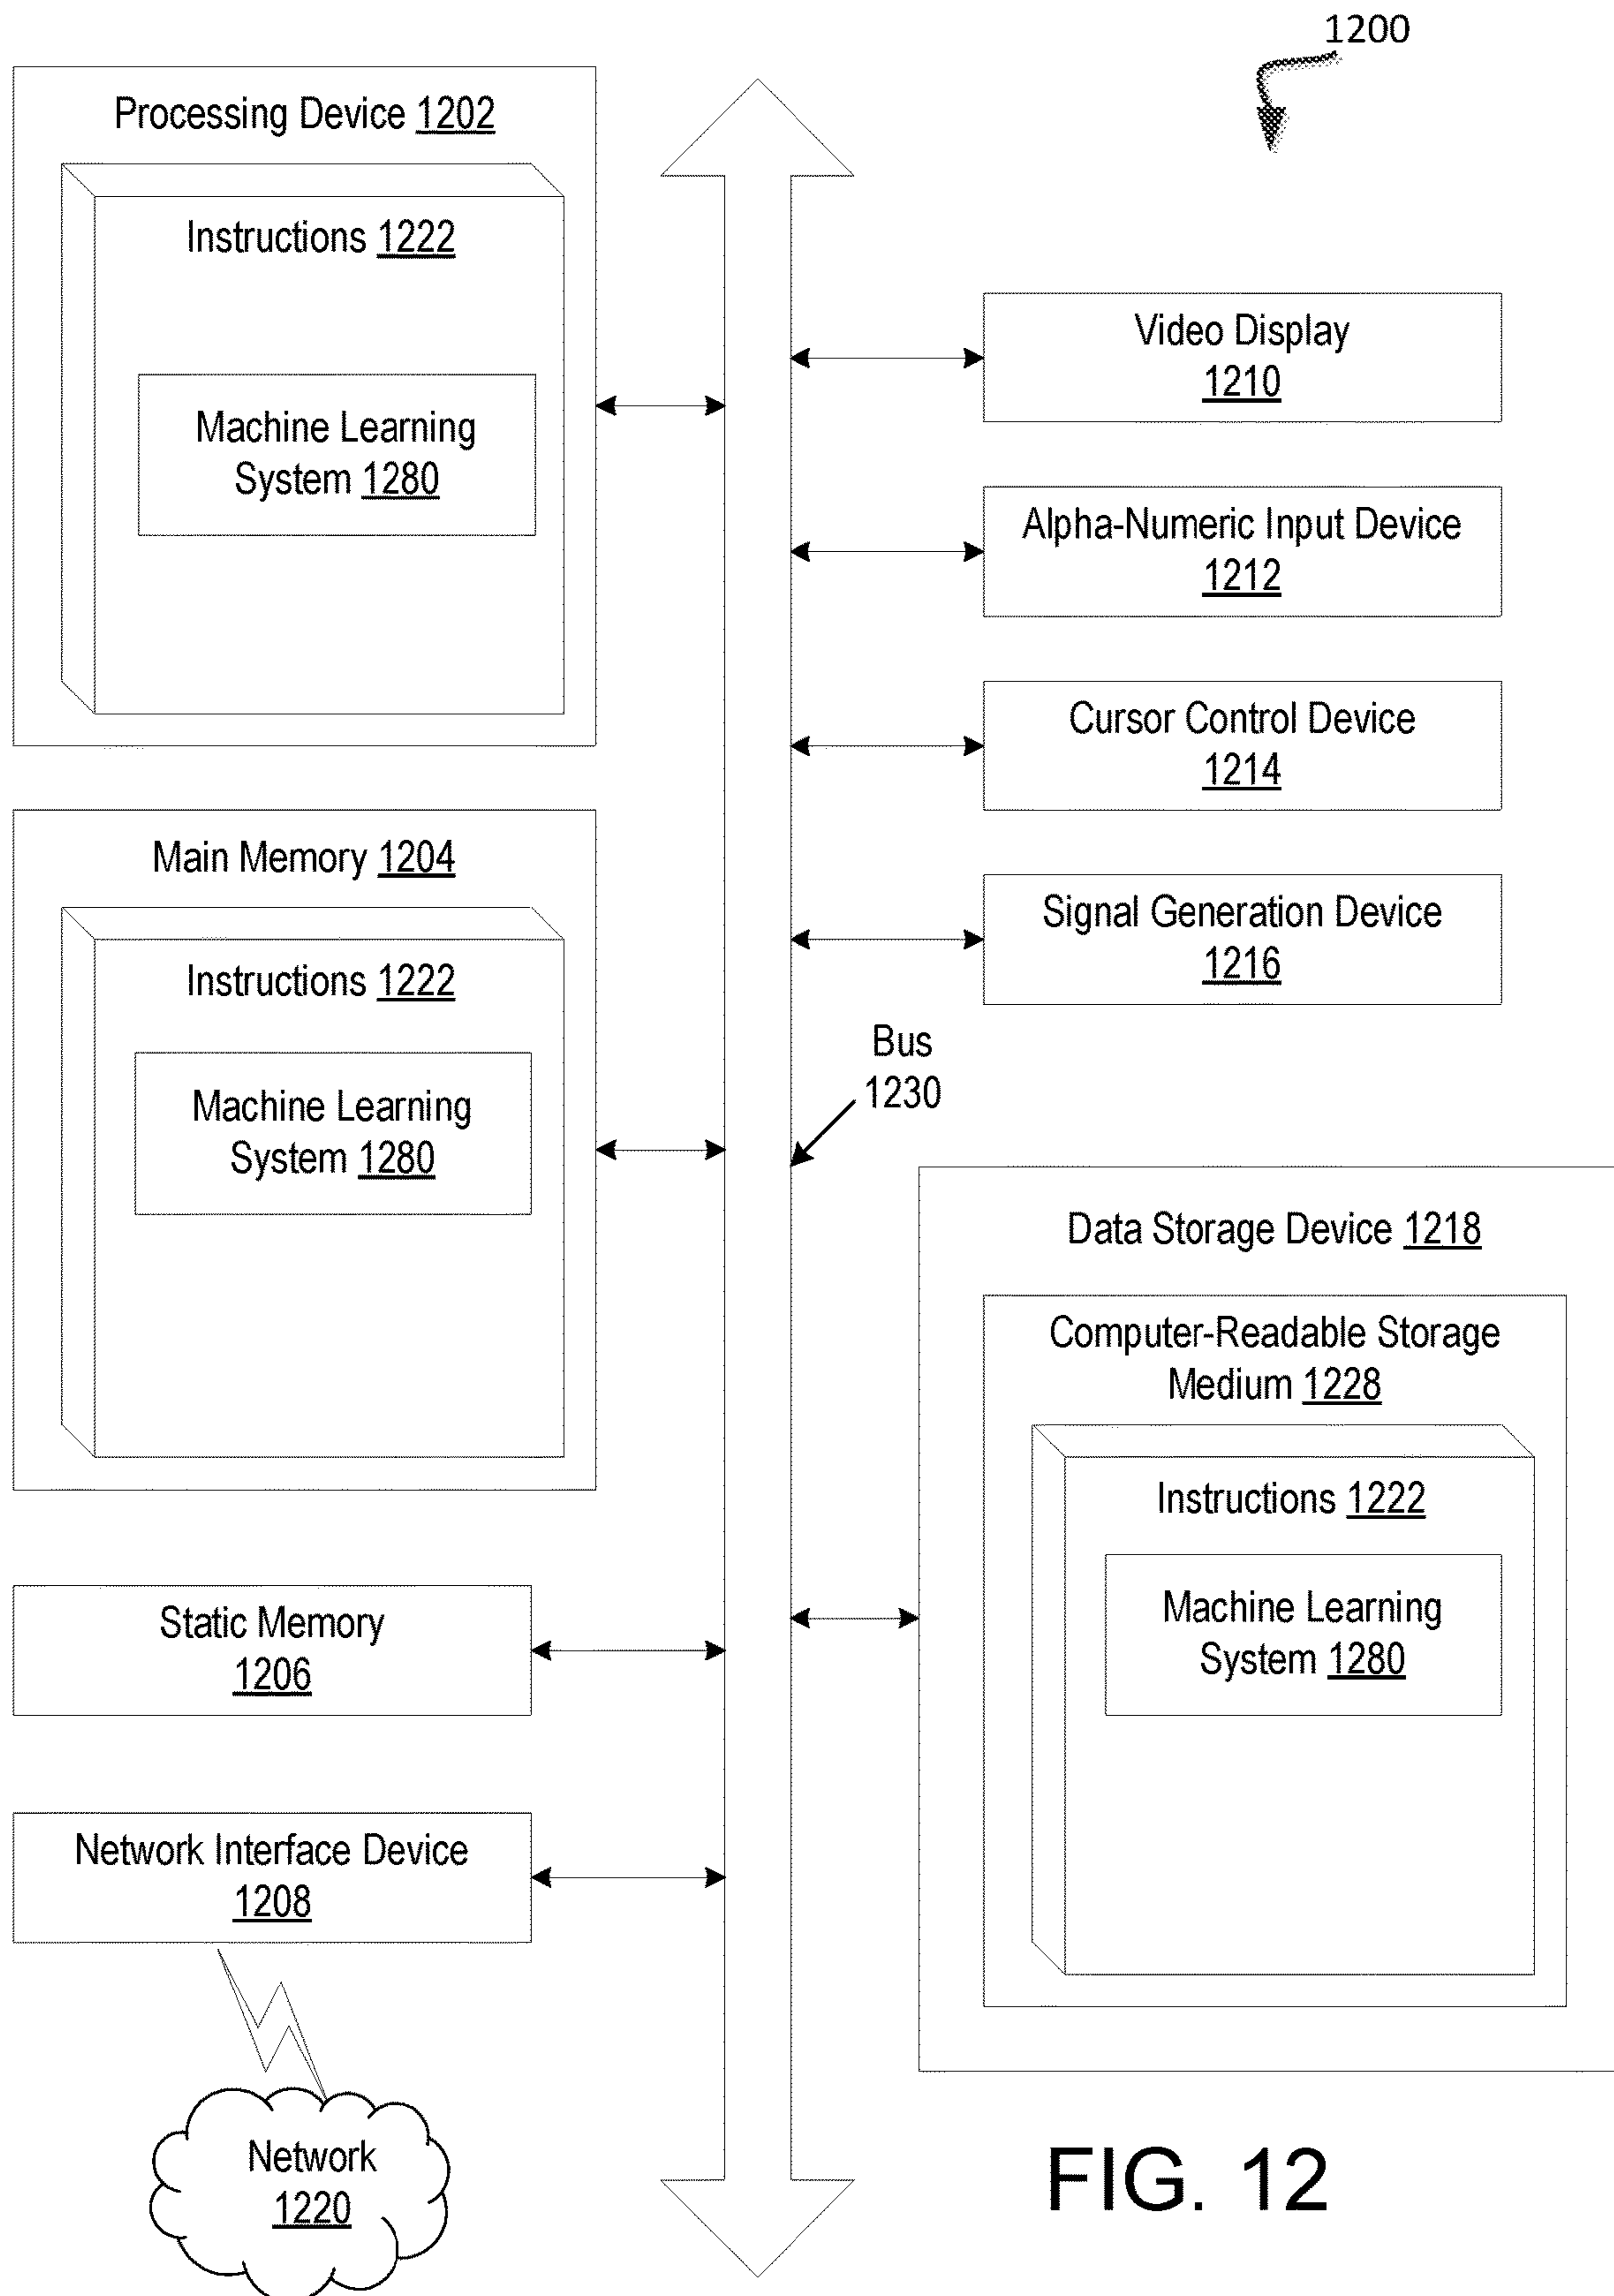 1200
Processing Device 1202
Instructions 1222
Machine Learning
System 1280
Main Memory 1204
Instructions 1222
Machine Learning
System 1280
Static Memory
1206
Network Interface Device
1208
Network
1220
Video Display
1210
Alpha-Numeric Input Device
1212
Cursor Control Device
1214
Signal Generation Device
1216
Bus
1230
Data Storage Device 1218
Computer-Readable Storage
Medium 1228
Instructions 1222
Machine Learning
System 1280
FIG. 12